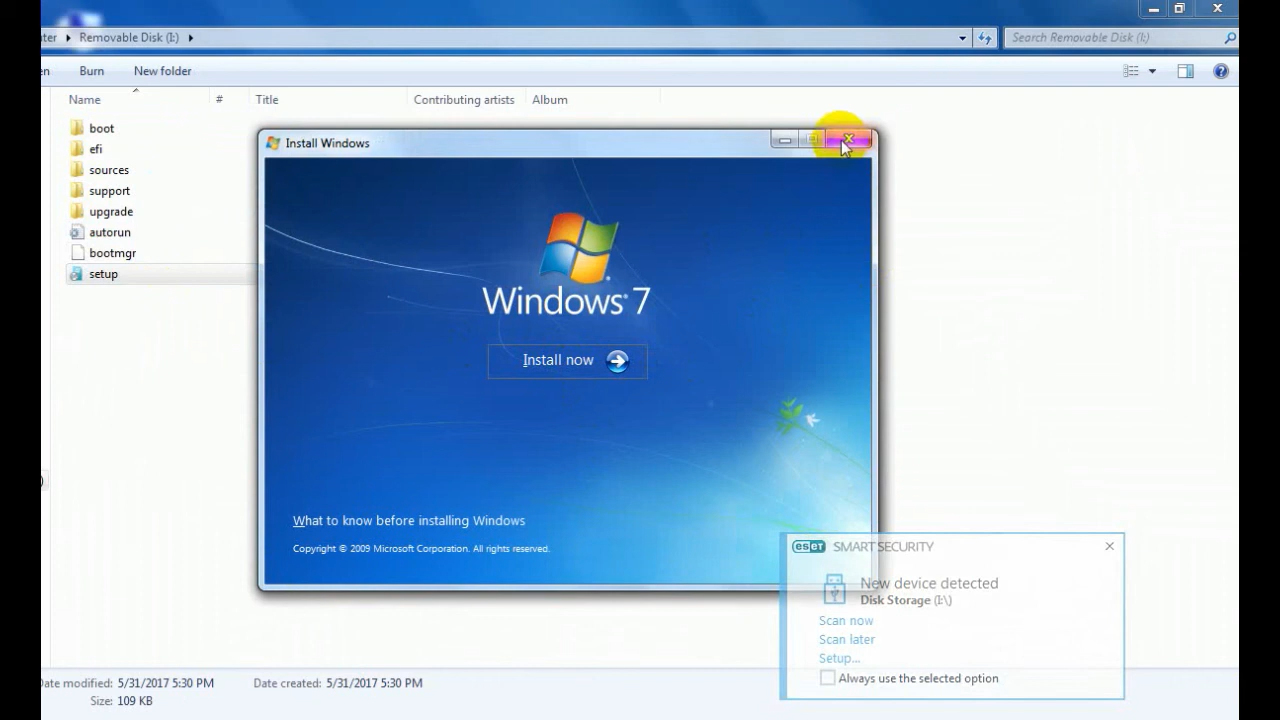 ter ▸ Removable Disk (I:) ▸
Search Removable Disk (I:)
en Burn New folder
Name # Title Contributing artists Album
boot
efi
sources
support
upgrade
autorun
bootmgr
setup
Install Windows
Windows® 7
Install now
What to know before installing Windows
Copyright © 2009 Microsoft Corporation. All rights reserved.
eset SMART SECURITY
New device detected
Disk Storage (I:\)
Scan now
Scan later
Setup...
Always use the selected option
Date modified: 5/31/2017 5:30 PM Date created: 5/31/2017 5:30 PM
Size: 109 KB